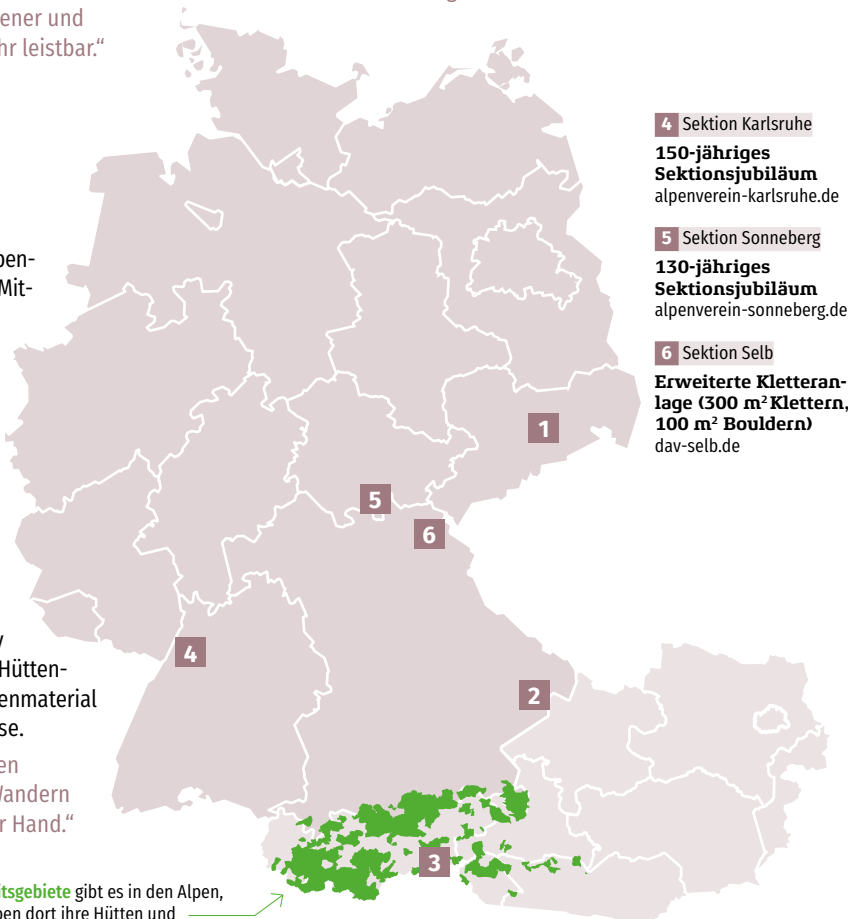 ener und
hr leistbar.“
pen-
Mit-
Hütten-
enmaterial
se.
en
Wandern
r Hand.“
itsgebiete gibt es in den Alpen,
ben dort ihre Hütten und
1
5
6
4
2
3
4 Sektion Karlsruhe
150-jähriges
Sektionsjubiläum
alpenverein-karlsruhe.de
5 Sektion Sonneberg
130-jähriges
Sektionsjubiläum
alpenverein-sonneberg.de
6 Sektion Selb
Erweiterte Kletteran-
lage (300 m² Klettern,
100 m² Bouldern)
dav-selb.de